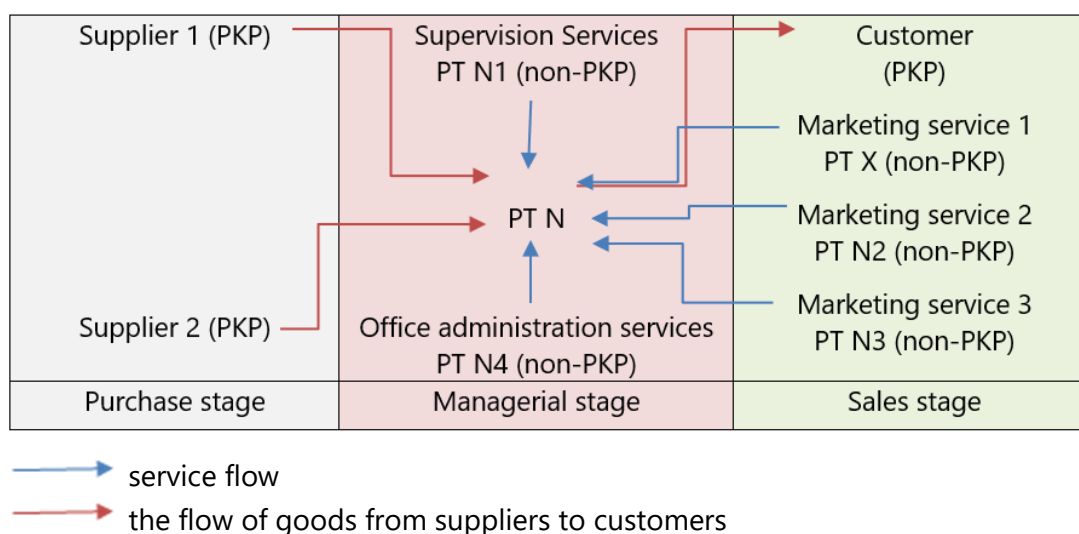 Supplier 1 (PKP)
Supplier 2 (PKP)
Purchase stage
Supervision Services
PT N1 (non-PKP)
PT N
Office administration services
PT N4 (non-PKP)
Managerial stage
Customer
(PKP)
Marketing service 1
PT X (non-PKP)
Marketing service 2
PT N2 (non-PKP)
Marketing service 3
PT N3 (non-PKP)
Sales stage
service flow
the flow of goods from suppliers to customers